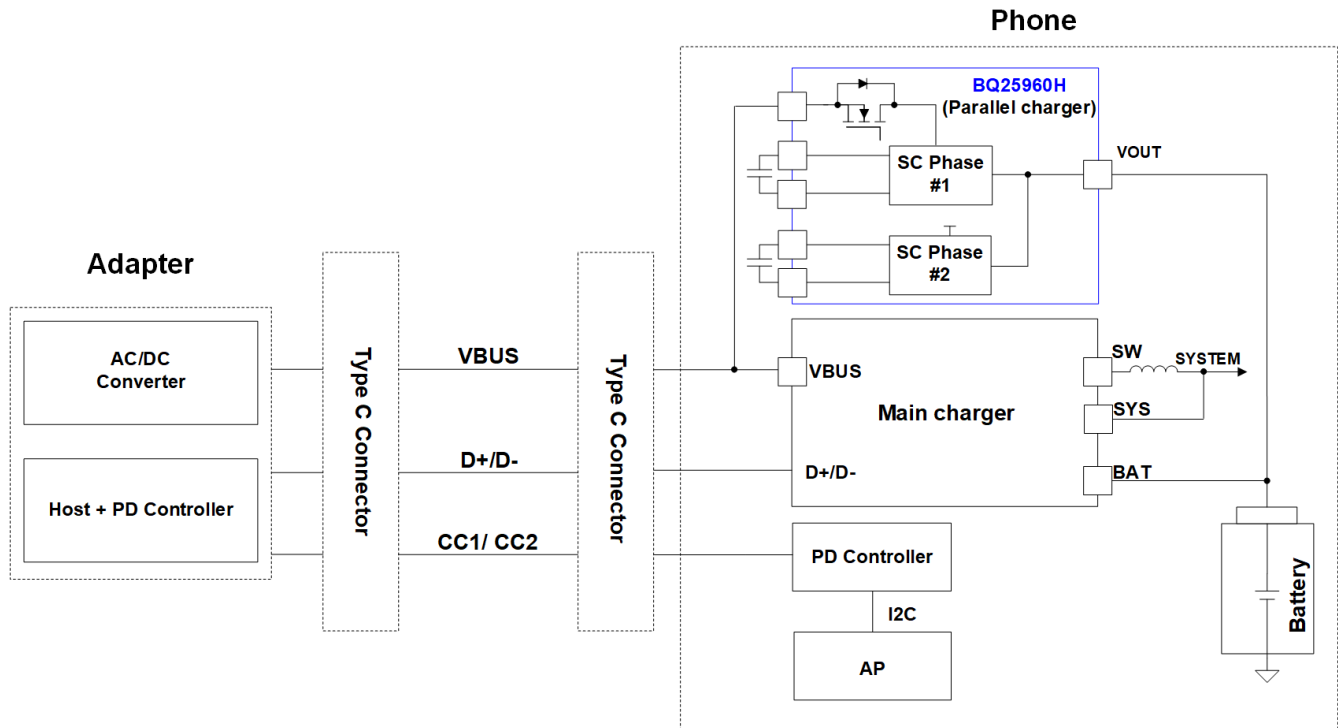 Phone
BQ25960H
(Parallel charger)
SC Phase
#1
VOUT
SC Phase
#2
Adapter
AC/DC
Converter
Host + PD Controller
Type C Connector
VBUS
D+/D-
CC1/ CC2
Type C Connector
VBUS
Main charger
D+/D-
SW
SYSTEM
SYS
BAT
PD Controller
I2C
AP
Battery